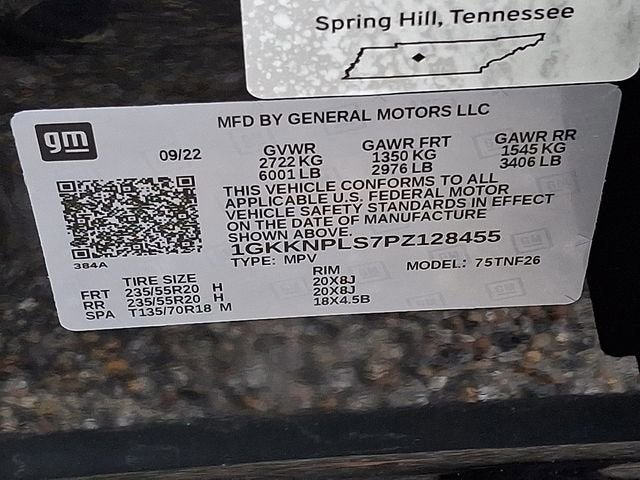 Spring Hill, Tennessee
gm
MFD BY GENERAL MOTORS LLC
09/22
GVWR
2722 KG
6001 LB
GAWR FRT
1350 KG
2976 LB
GAWR RR
1545 KG
3406 LB
THIS VEHICLE CONFORMS TO ALL
APPLICABLE U.S. FEDERAL MOTOR
VEHICLE SAFETY STANDARDS IN EFFECT
ON THE DATE OF MANUFACTURE
SHOWN ABOVE.
1GKKNPLS7PZ128455
TYPE: MPV
MODEL: 75TNF26
384A
TIRE SIZE RIM
FRT 235/55R20 H 20X8J
RR 235/55R20 H 20X8J
SPA T135/70R18 M 18X4.5B